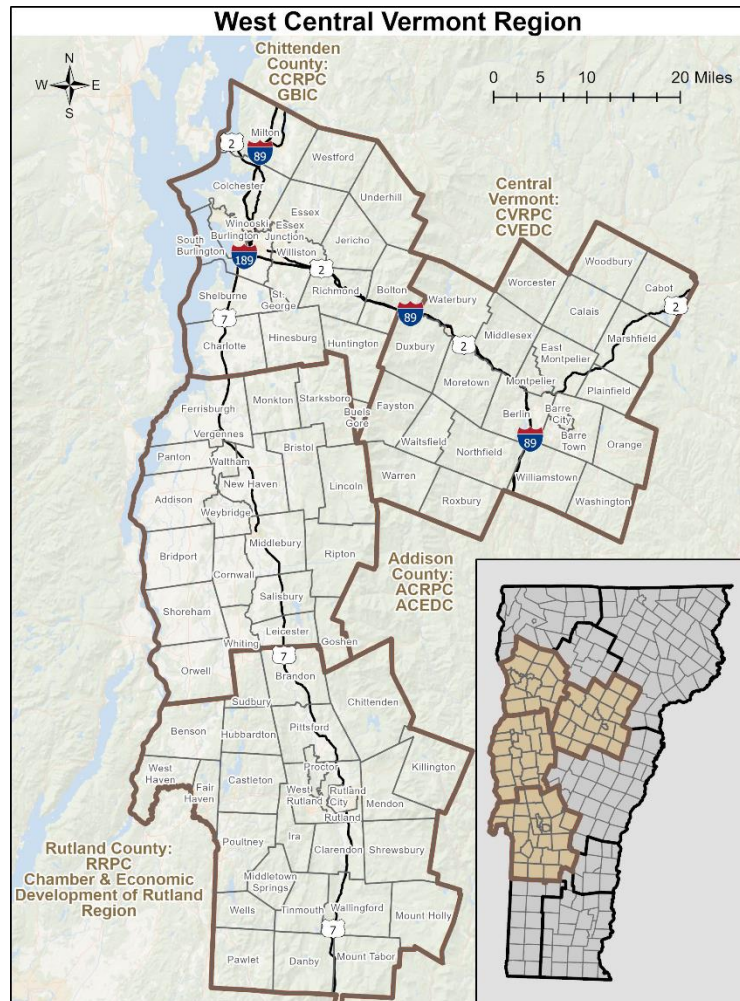 West Central Vermont Region
N
W E
S
0 5 10 20 Miles
Chittenden
County:
CCRPC
GBIC
Milton
2
89
Westford
Colchester
Underhill
Essex
Winooski
Essex
Junction
Burlington
Jericho
South
Burlington
189
Williston
2
Richmond
Bolton
Shelburne
St.
George
7
Charlotte
Hinesburg
Huntington
Central
Vermont:
CVRPC
CVEDC
Woodbury
Worcester
Cabot
Waterbury
Calais
2
89
Middlesex
Duxbury
2
East
Montpelier
Marshfield
Moretown
Montpelier
Plainfield
Fayston
Berlin
Barre
City
89
Barre
Town
Orange
Waitsfield
Northfield
Warren
Williamstown
Roxbury
Washington
Buels
Gore
Starksboro
Monkton
Ferrisburgh
Vergennes
Bristol
Panton
Waltham
New Haven
Lincoln
Addison
Weybridge
Middlebury
Bridport
Ripton
Cornwall
Addison
County:
ACRPC
ACEDC
Salisbury
Shoreham
Leicester
Whiting
Goshen
Orwell
7
Brandon
Sudbury
Chittenden
Benson
Hubbardton
Pittsford
West
Haven
Fair
Haven
Castleton
Proctor
Killington
West
Rutland
Rutland
City
Mendon
Rutland
Poultney
Ira
Clarendon
Shrewsbury
Middletown
Springs
Wells
Tinmouth
Wallingford
Mount Holly
7
Pawlet
Danby
Mount Tabor
Rutland County:
RRPC
Chamber & Economic
Development of Rutland
Region